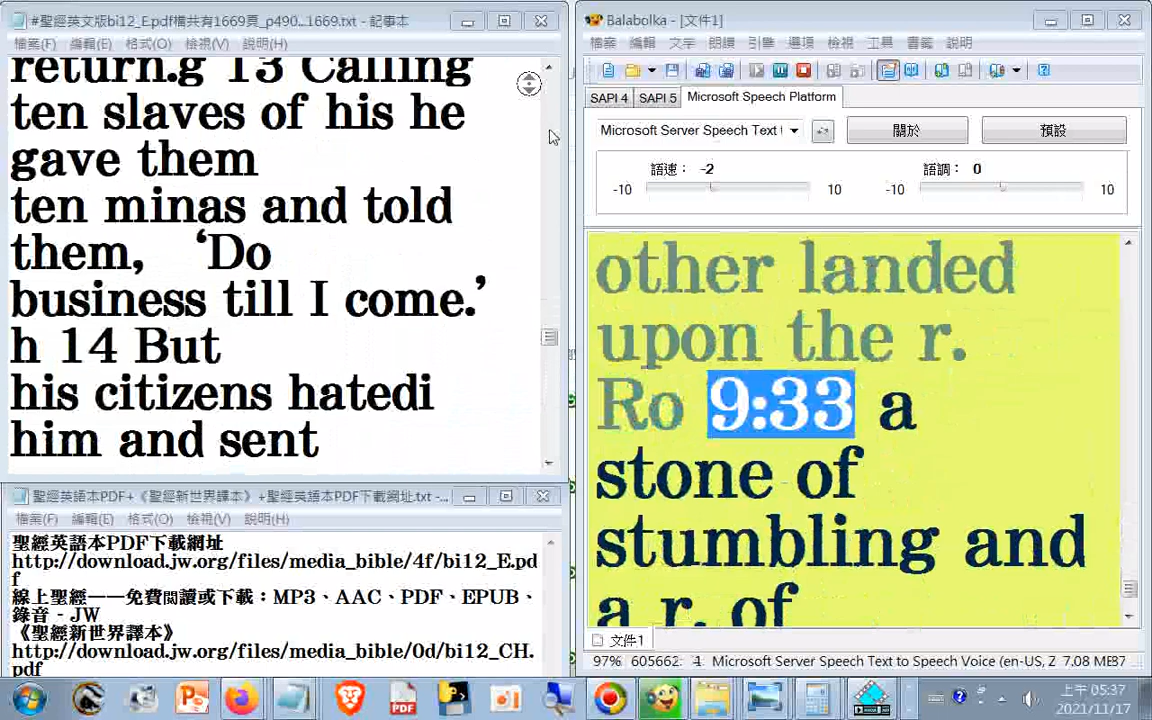 #聖經英文版bi12_E.pdf檔共有1669頁_p490...1669.txt - 記事本
檔案(F) 編輯(E) 格式(O) 檢視(V) 說明(H)
return.g 13 Calling
ten slaves of his he
gave them
ten minas and told
them, ‘Do
business till I come.’
h 14 But
his citizens hatedi
him and sent
聖經英語本PDF+《聖經新世界譯本》+聖經英語本PDF下載網址.txt -...
檔案(F) 編輯(E) 格式(O) 檢視(V) 說明(H)
聖經英語本PDF下載網址
http://download.jw.org/files/media_bible/4f/bi12_E.pd
f
線上聖經——免費閱讀或下載：MP3、AAC、PDF、EPUB、
錄音 - JW
《聖經新世界譯本》
http://download.jw.org/files/media_bible/0d/bi12_CH.
pdf
Balabolka - [文件1]
檔案 編輯 文字 朗讀 引擎 選項 檢視 工具 書籤 說明
SAPI 4 SAPI 5 Microsoft Speech Platform
Microsoft Server Speech Text 關於 預設
語速： -2 語調： 0
-10 10 -10 10
other landed
upon the r.
Ro 9:33 a
stone of
stumbling and
a r. of
文件1
97% 605662: Microsoft Server Speech Text to Speech Voice (en-US, Z 7.08 MB
上午 05:37
2021/11/17